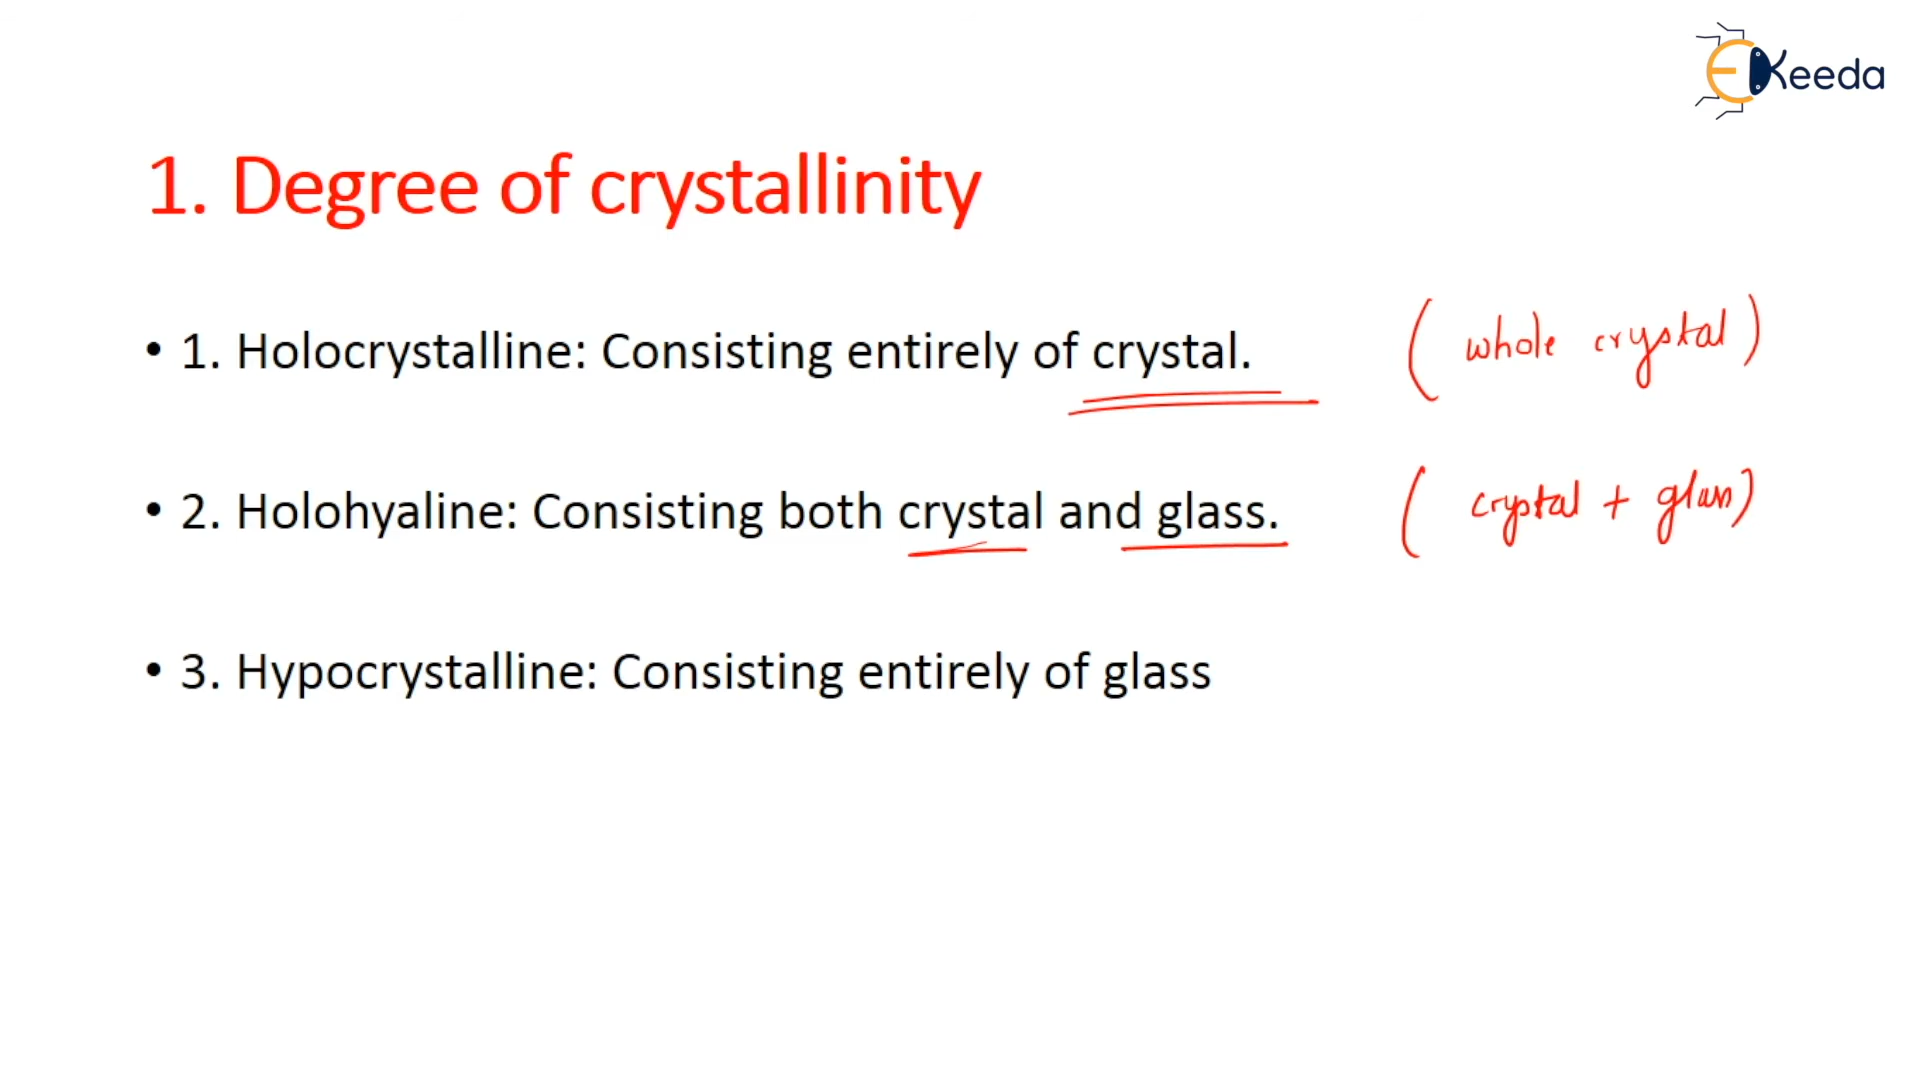 EKeeda
1. Degree of crystallinity
• 1. Holocrystalline: Consisting entirely of crystal. (whole crystal)
• 2. Holohyaline: Consisting both crystal and glass. (crystal + glass)
• 3. Hypocrystalline: Consisting entirely of glass